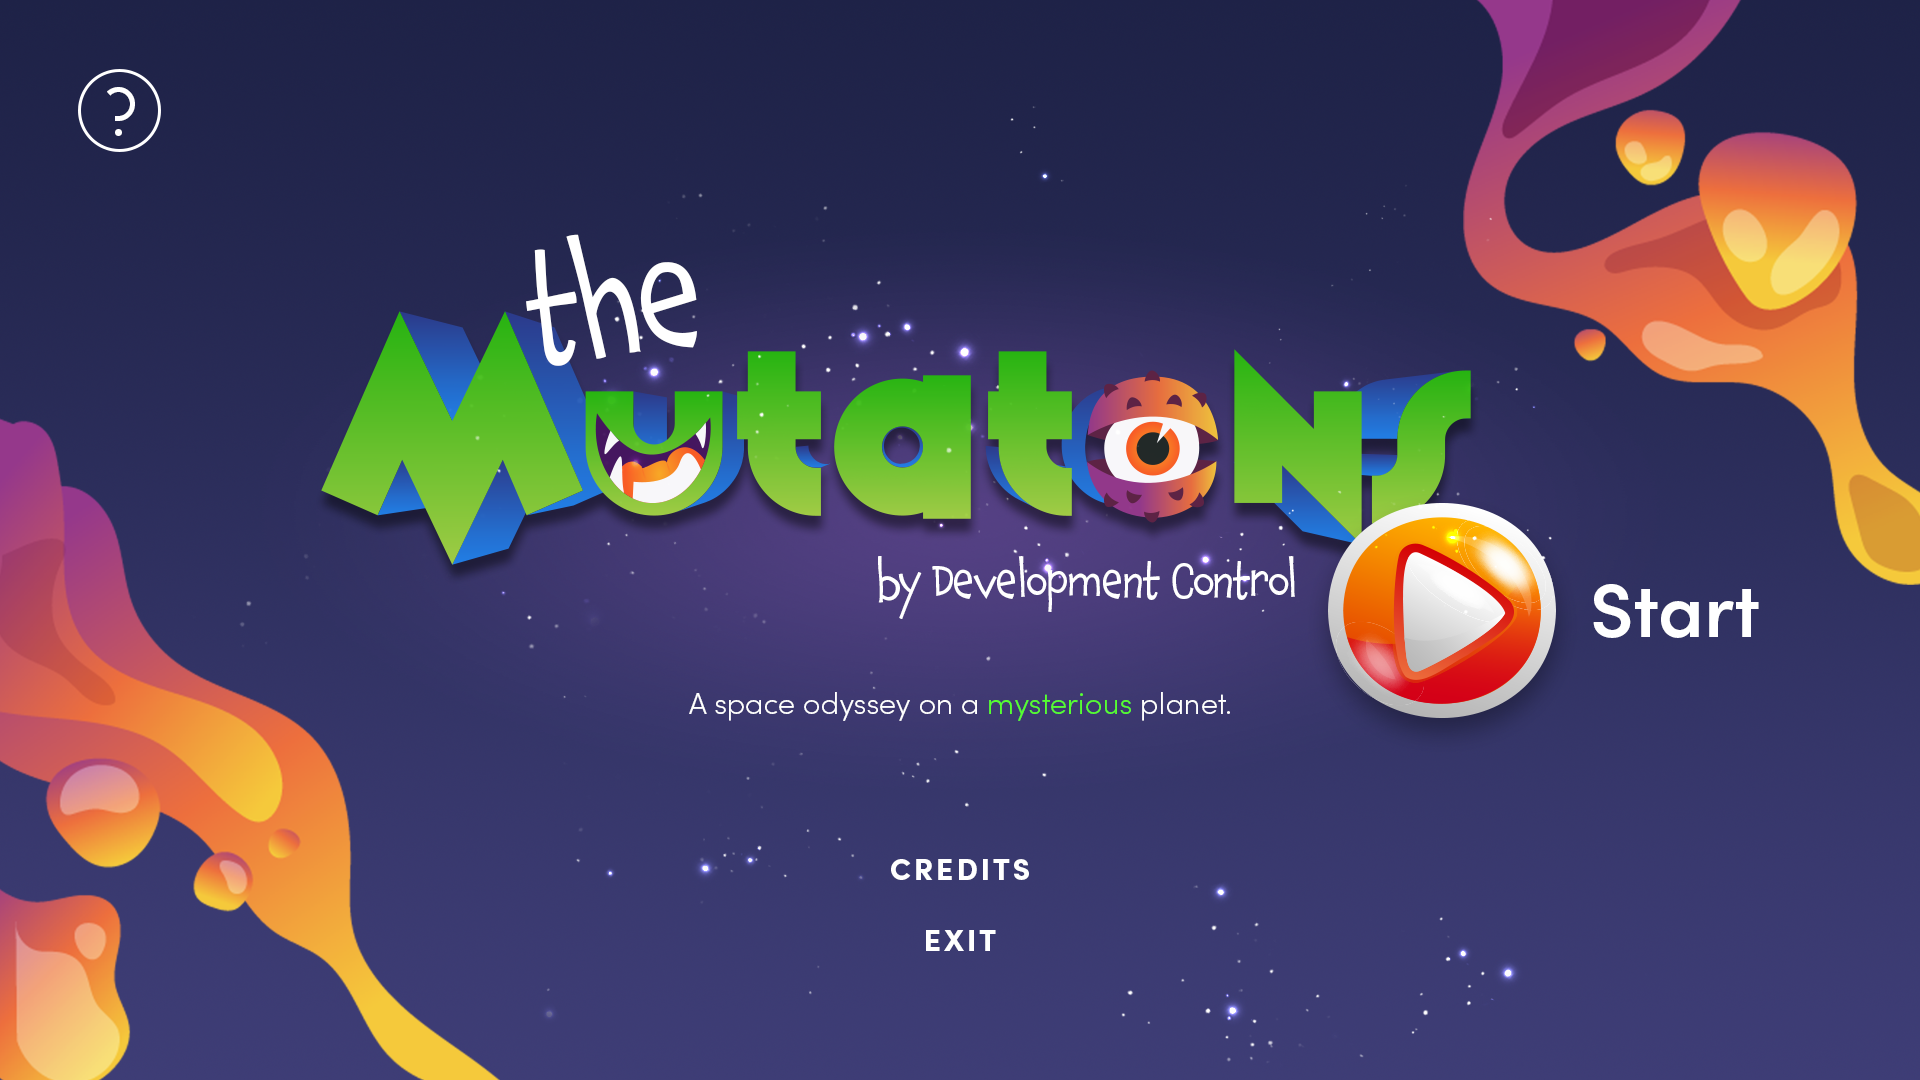 ?
the
Mutatons
by Development Control
Start
A space odyssey on a mysterious planet.
CREDITS
EXIT